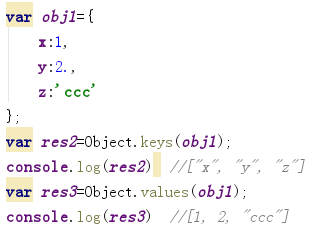 var obj1={
x:1,
y:2.,
z:'ccc'
};
var res2=Object.keys(obj1);
console.log(res2) //["x", "y", "z"]
var res3=Object.values(obj1);
console.log(res3) //[1, 2, "ccc"]